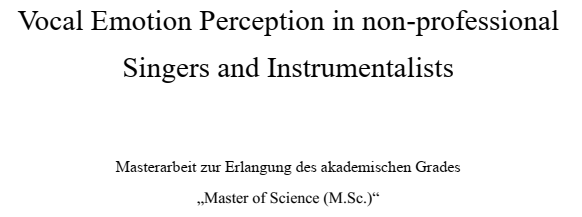 Vocal Emotion Perception in non-professional
Singers and Instrumentalists
Masterarbeit zur Erlangung des akademischen Grades
„Master of Science (M.Sc.)“